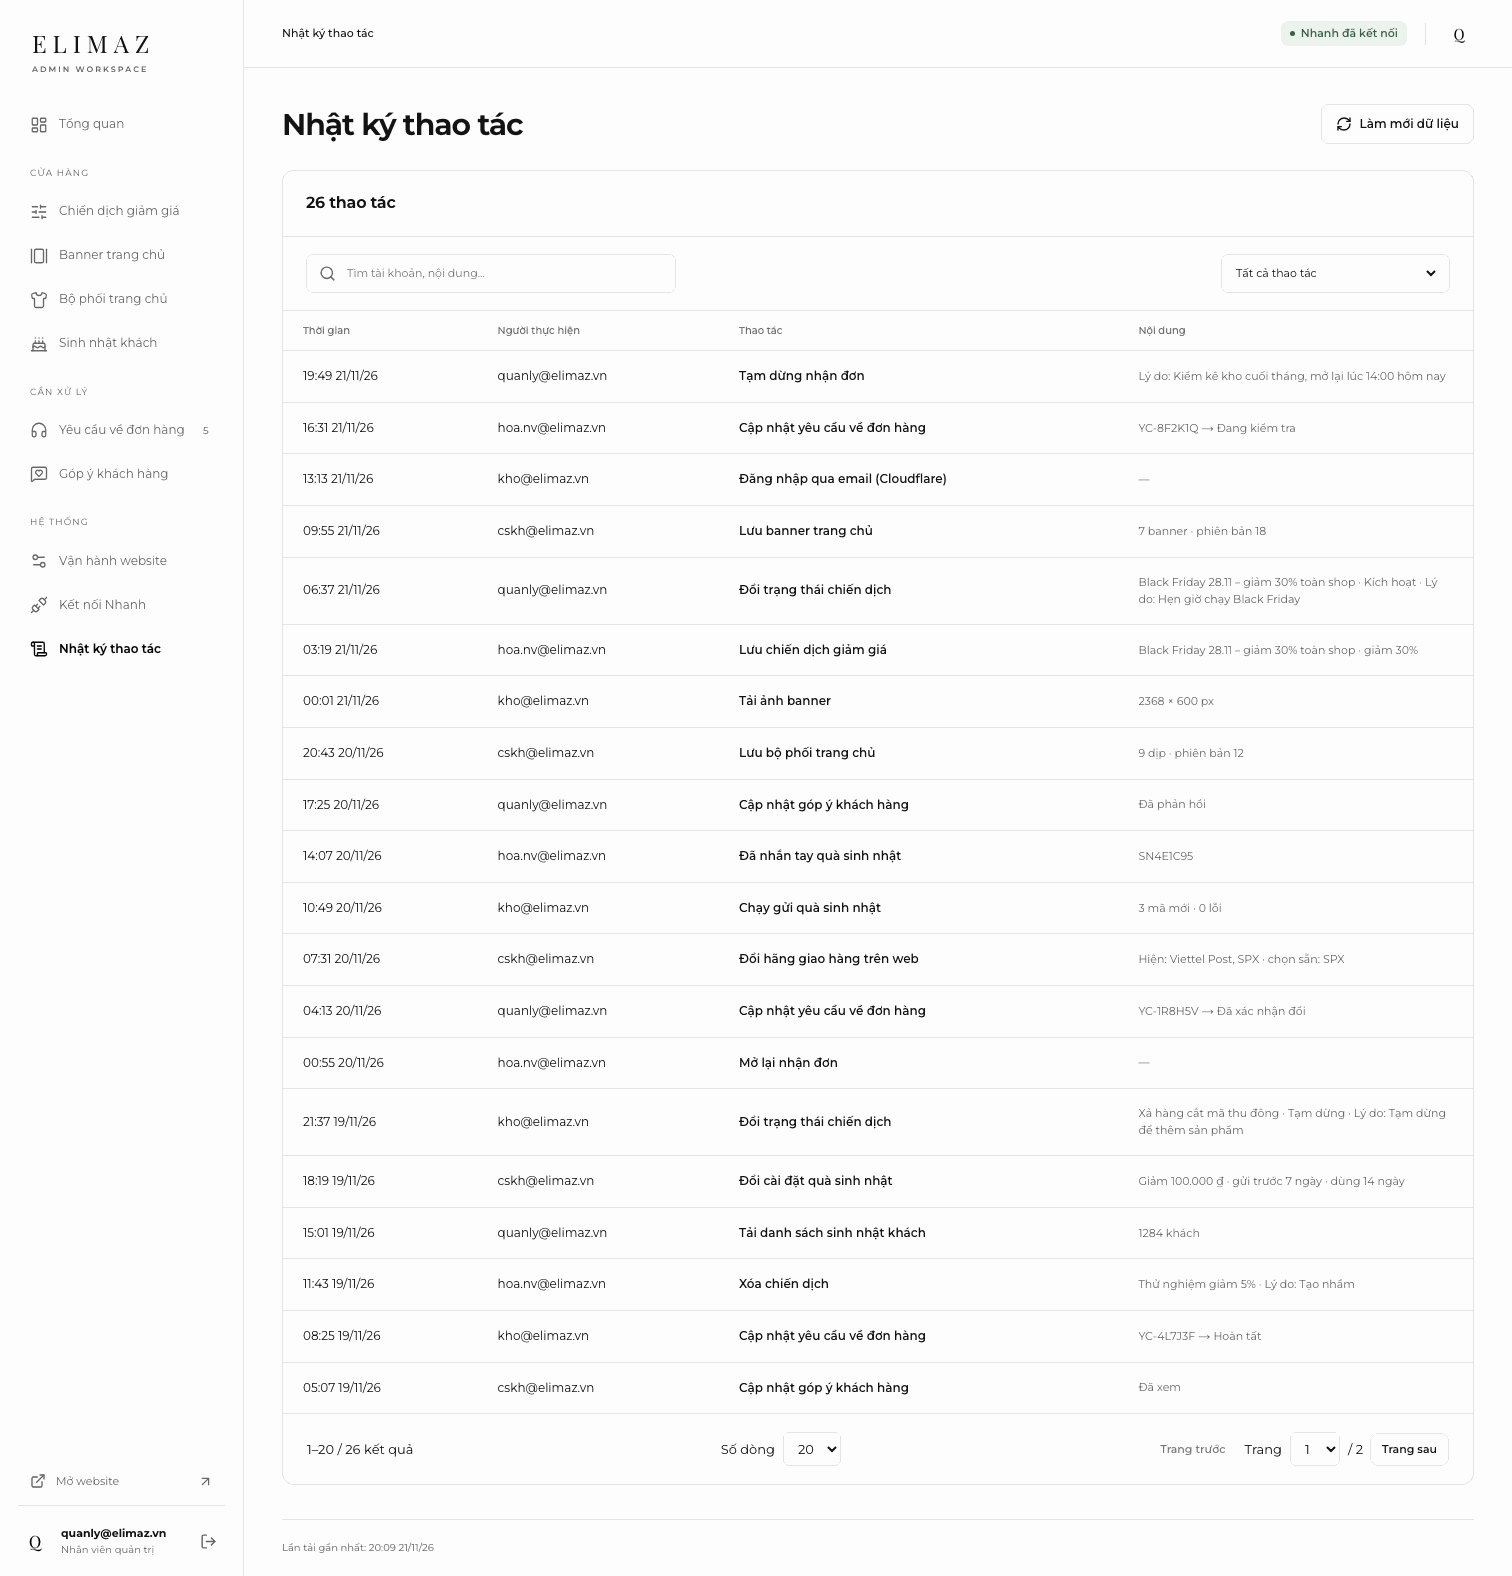 ELIMAZ
ADMIN WORKSPACE
Tổng quan
CỬA HÀNG
Chiến dịch giảm giá
Banner trang chủ
Bộ phối trang chủ
Sinh nhật khách
CẦN XỬ LÝ
Yêu cầu về đơn hàng 5
Góp ý khách hàng
HỆ THỐNG
Vận hành website
Kết nối Nhanh
Nhật ký thao tác
Mở website
Q
quanly@elimaz.vn
Nhân viên quản trị
Nhật ký thao tác
Nhanh đã kết nối
Q
Nhật ký thao tác
Làm mới dữ liệu
26 thao tác
Tìm tài khoản, nội dung...
Tất cả thao tác
Thời gian Người thực hiện Thao tác Nội dung
19:49 21/11/26 quanly@elimaz.vn Tạm dừng nhận đơn Lý do: Kiểm kê kho cuối tháng, mở lại lúc 14:00 hôm nay
16:31 21/11/26 hoa.nv@elimaz.vn Cập nhật yêu cầu về đơn hàng YC-8F2K1Q → Đang kiểm tra
13:13 21/11/26 kho@elimaz.vn Đăng nhập qua email (Cloudflare) —
09:55 21/11/26 cskh@elimaz.vn Lưu banner trang chủ 7 banner · phiên bản 18
06:37 21/11/26 quanly@elimaz.vn Đổi trạng thái chiến dịch Black Friday 28.11 – giảm 30% toàn shop · Kích hoạt · Lý
do: Hẹn giờ chạy Black Friday
03:19 21/11/26 hoa.nv@elimaz.vn Lưu chiến dịch giảm giá Black Friday 28.11 – giảm 30% toàn shop · giảm 30%
00:01 21/11/26 kho@elimaz.vn Tải ảnh banner 2368 × 600 px
20:43 20/11/26 cskh@elimaz.vn Lưu bộ phối trang chủ 9 dịp · phiên bản 12
17:25 20/11/26 quanly@elimaz.vn Cập nhật góp ý khách hàng Đã phản hồi
14:07 20/11/26 hoa.nv@elimaz.vn Đã nhắn tay quà sinh nhật SN4E1C95
10:49 20/11/26 kho@elimaz.vn Chạy gửi quà sinh nhật 3 mã mới · 0 lỗi
07:31 20/11/26 cskh@elimaz.vn Đổi hãng giao hàng trên web Hiện: Viettel Post, SPX · chọn sẵn: SPX
04:13 20/11/26 quanly@elimaz.vn Cập nhật yêu cầu về đơn hàng YC-1R8H5V → Đã xác nhận đổi
00:55 20/11/26 hoa.nv@elimaz.vn Mở lại nhận đơn —
21:37 19/11/26 kho@elimaz.vn Đổi trạng thái chiến dịch Xả hàng cắt mã thu đông · Tạm dừng · Lý do: Tạm dừng
để thêm sản phẩm
18:19 19/11/26 cskh@elimaz.vn Đổi cài đặt quà sinh nhật Giảm 100.000 ₫ · gửi trước 7 ngày · dùng 14 ngày
15:01 19/11/26 quanly@elimaz.vn Tải danh sách sinh nhật khách 1284 khách
11:43 19/11/26 hoa.nv@elimaz.vn Xóa chiến dịch Thử nghiệm giảm 5% · Lý do: Tạo nhầm
08:25 19/11/26 kho@elimaz.vn Cập nhật yêu cầu về đơn hàng YC-4L7J3F → Hoàn tất
05:07 19/11/26 cskh@elimaz.vn Cập nhật góp ý khách hàng Đã xem
1–20 / 26 kết quả Số dòng 20 Trang trước Trang 1 / 2 Trang sau
Lần tải gần nhất: 20:09 21/11/26